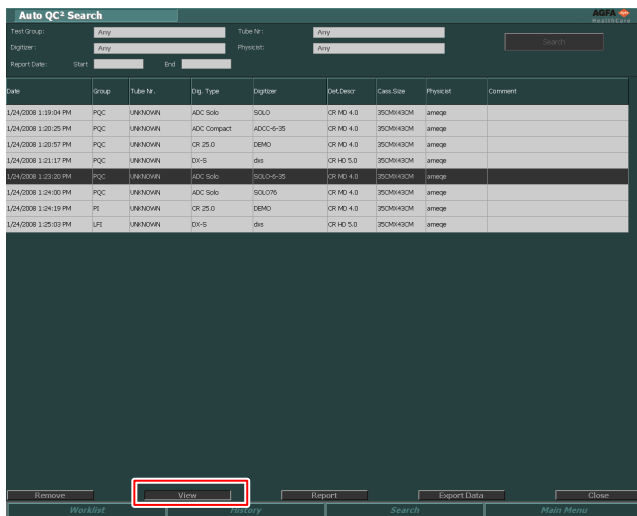 Auto QC² Search
AGFA
HealthCare
Test Group: Any Tube Nr: Any
Digitizer: Any Physicist: Any Search
Report Date: Start End
Date Group Tube Nr. Dig. Type Digitizer Det.Descr Cass.Size Physicist Comment
1/24/2008 1:19:04 PM PQC UNKNOWN ADC Solo SOLO CR MD 4.0 35CMX43CM ameqe
1/24/2008 1:20:25 PM PQC UNKNOWN ADC Compact ADCC-6-35 CR MD 4.0 35CMX43CM ameqe
1/24/2008 1:20:57 PM PQC UNKNOWN CR 25.0 DEMO CR MD 4.0 35CMX43CM ameqe
1/24/2008 1:21:17 PM PQC UNKNOWN DX-S dxs CR HD 5.0 35CMX43CM ameqe
1/24/2008 1:23:20 PM PQC UNKNOWN ADC Solo SOLO-6-35 CR MD 4.0 35CMX43CM ameqe
1/24/2008 1:24:00 PM PQC UNKNOWN ADC Solo SOLO76 CR MD 4.0 35CMX43CM ameqe
1/24/2008 1:24:19 PM PI UNKNOWN CR 25.0 DEMO CR MD 4.0 35CMX43CM ameqe
1/24/2008 1:25:03 PM LFI UNKNOWN DX-S dxs CR HD 5.0 35CMX43CM ameqe
Remove View Report Export Data Close
Worklist History Search Main Menu